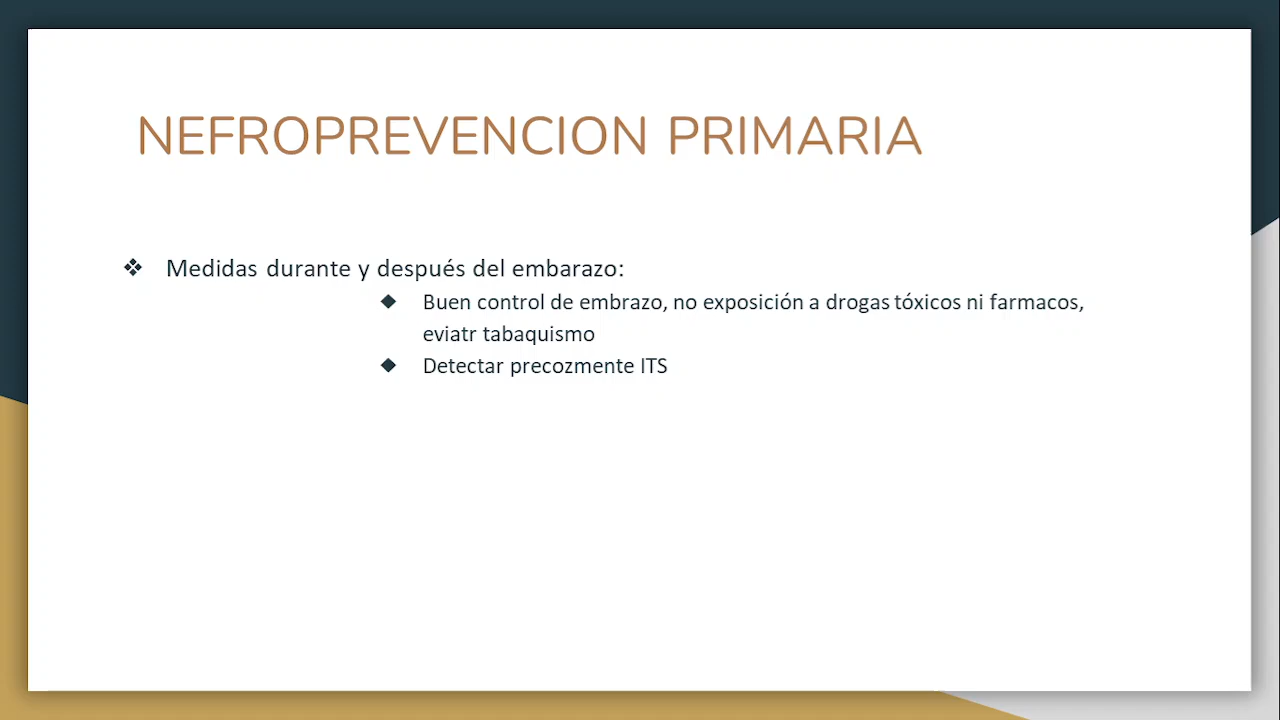 NEFROPREVENCION PRIMARIA
❖ Medidas durante y después del embarazo:
◆ Buen control de embrazo, no exposición a drogas tóxicos ni farmacos,
eviatr tabaquismo
◆ Detectar precozmente ITS